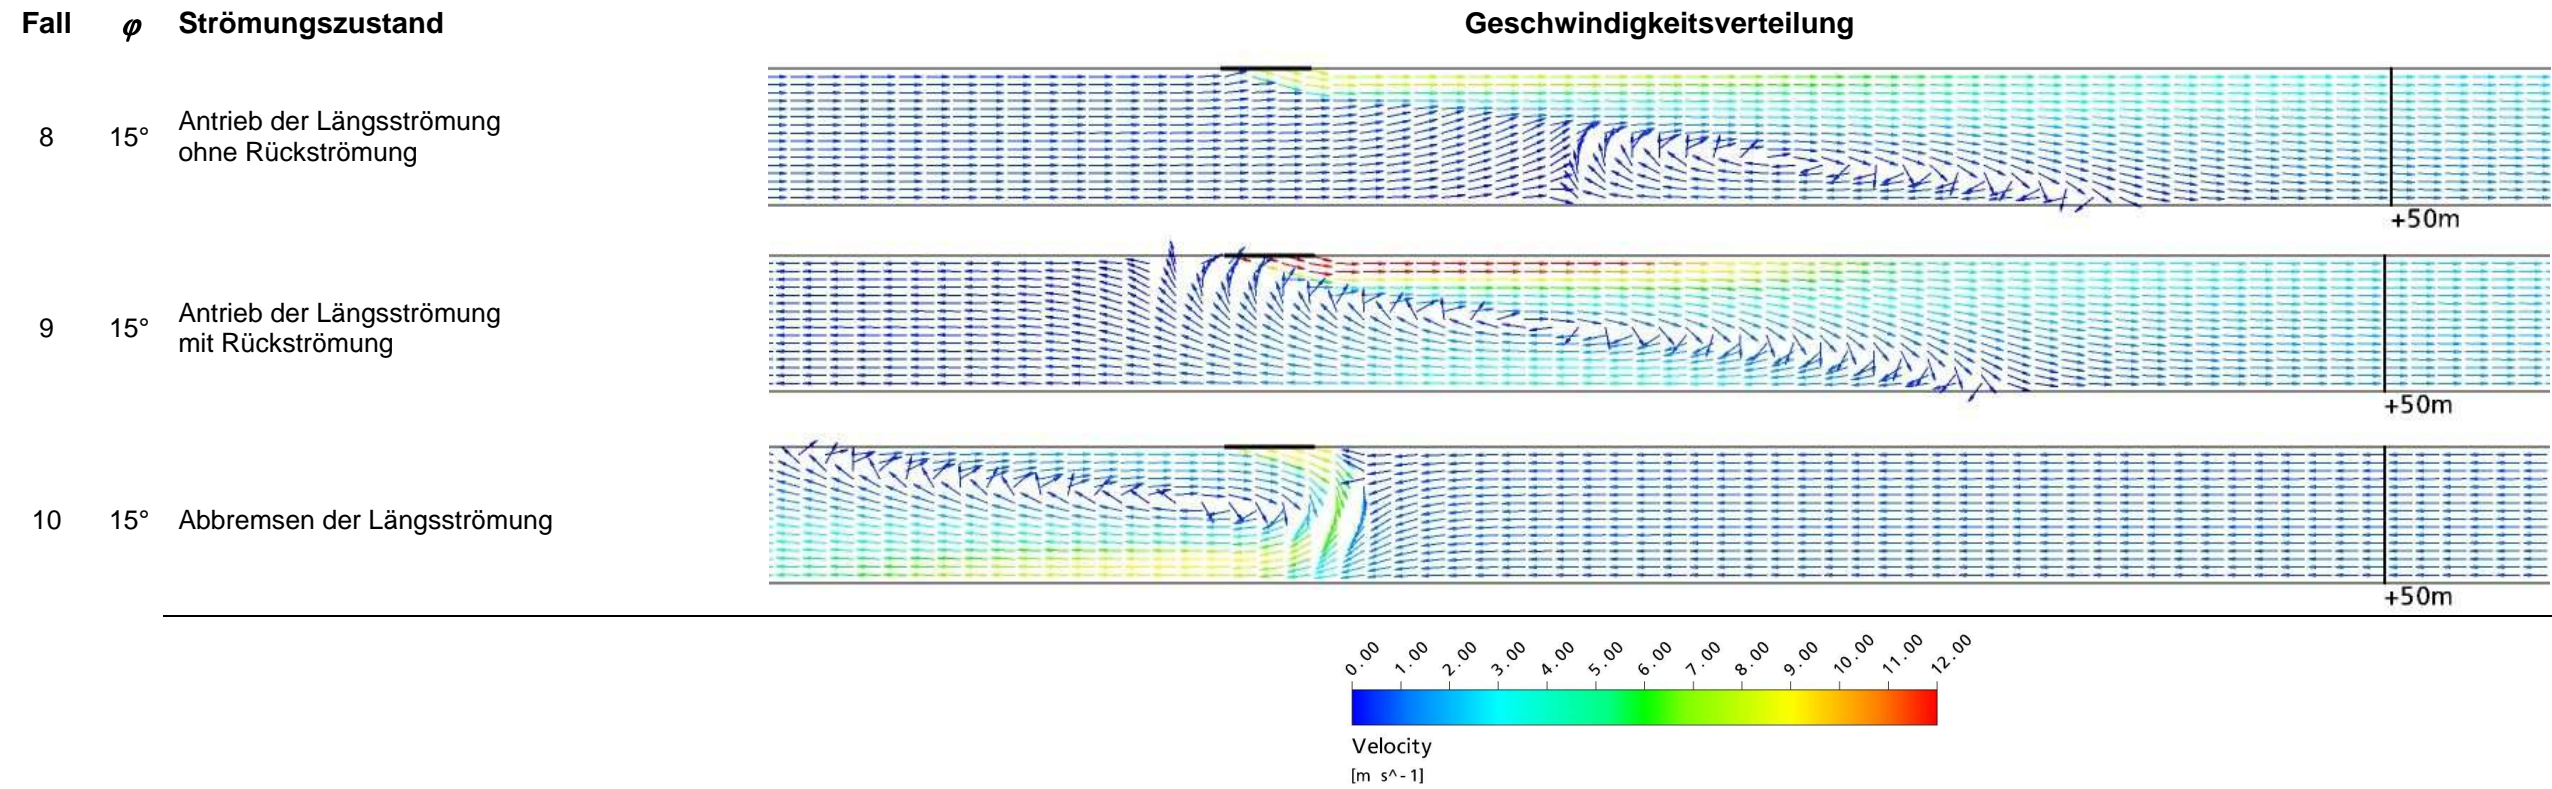 Fall φ Strömungszustand Geschwindigkeitsverteilung
8 15° Antrieb der Längsströmung
ohne Rückströmung
+50m
9 15° Antrieb der Längsströmung
mit Rückströmung
+50m
10 15° Abbremsen der Längsströmung
+50m
0.00 1.00 2.00 3.00 4.00 5.00 6.00 7.00 8.00 9.00 10.00 11.00 12.00
Velocity
[m s^-1]